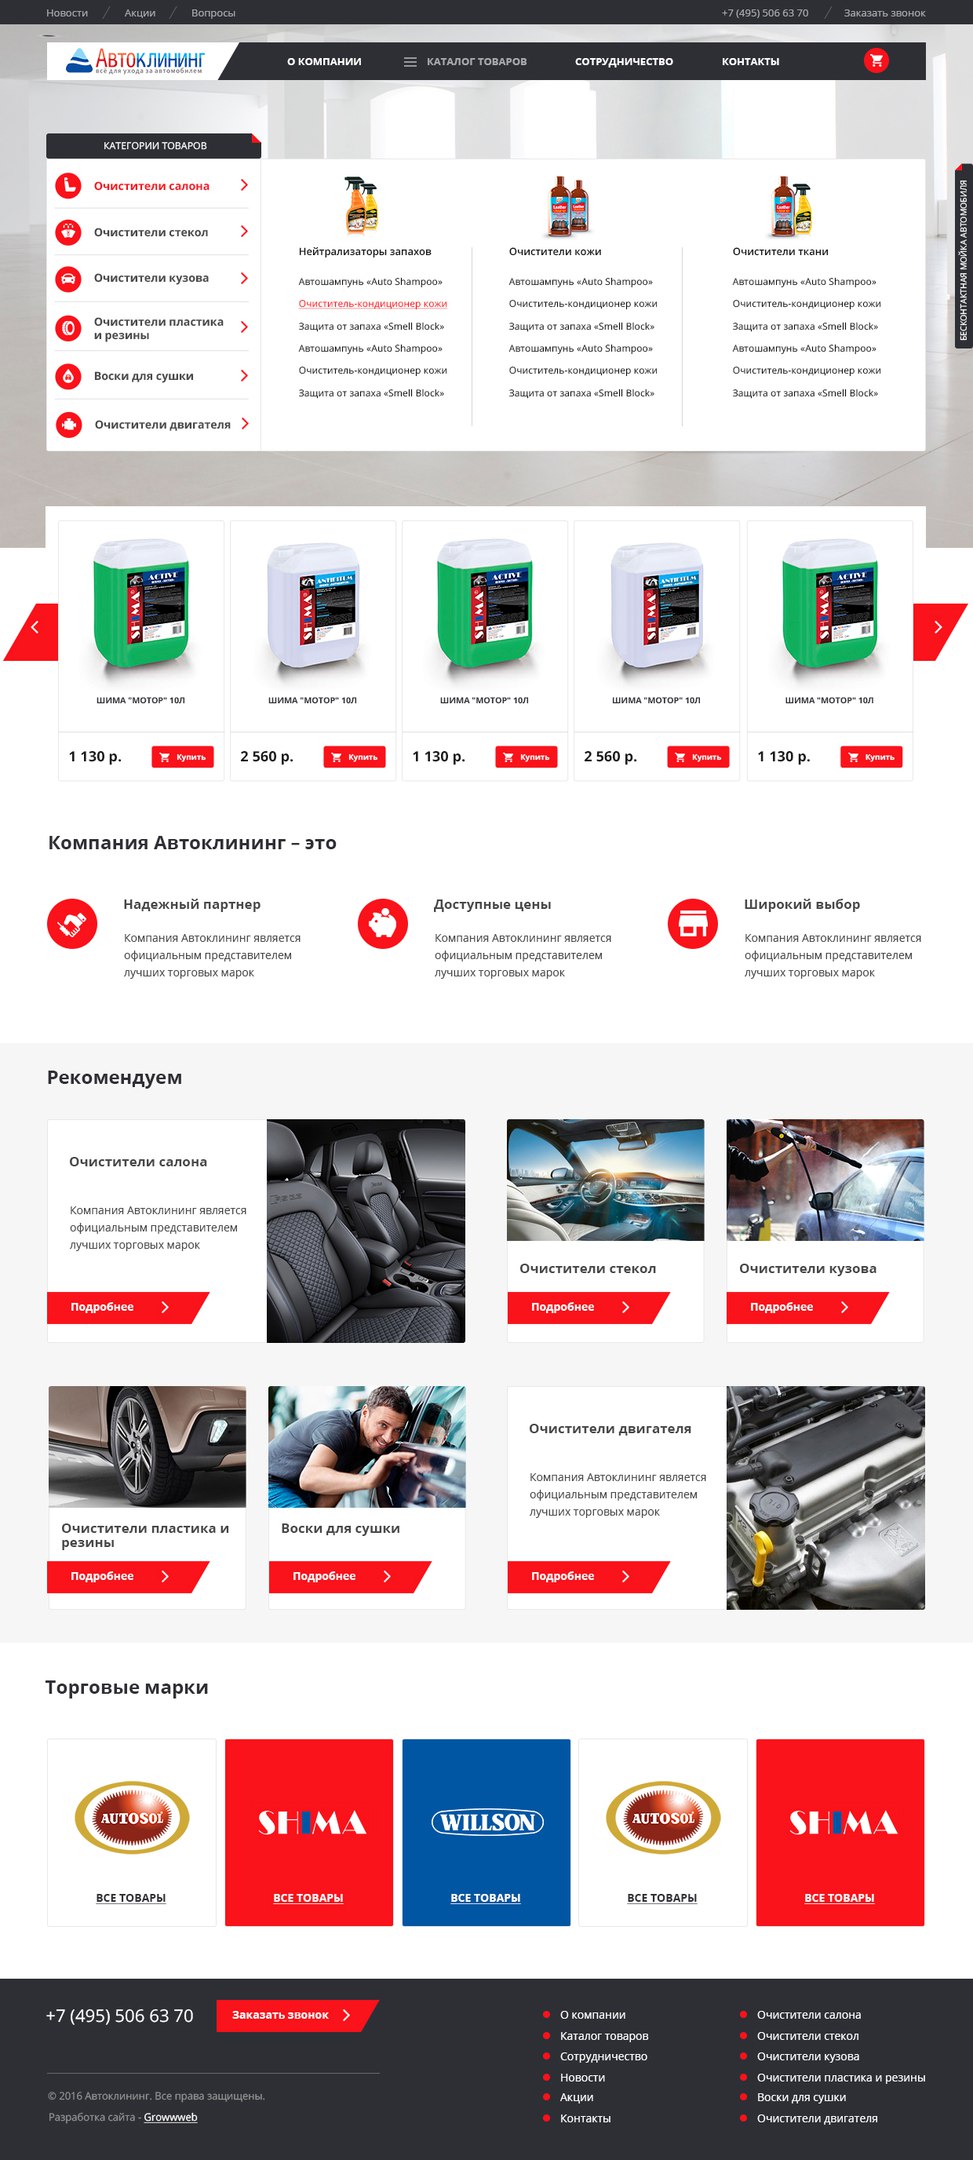 Новости / Акции / Вопросы
+7 (495) 506 63 70 / Заказать звонок
АВТОКЛИНИНГ
всё для ухода за автомобилем
О КОМПАНИИ
КАТАЛОГ ТОВАРОВ
СОТРУДНИЧЕСТВО
КОНТАКТЫ
КАТЕГОРИИ ТОВАРОВ
Очистители салона
Очистители стекол
Очистители кузова
Очистители пластика
и резины
Воски для сушки
Очистители двигателя
Нейтрализаторы запахов
Автошампунь «Auto Shampoo»
Очиститель-кондиционер кожи
Защита от запаха «Smell Block»
Автошампунь «Auto Shampoo»
Очиститель-кондиционер кожи
Защита от запаха «Smell Block»
Очистители кожи
Автошампунь «Auto Shampoo»
Очиститель-кондиционер кожи
Защита от запаха «Smell Block»
Автошампунь «Auto Shampoo»
Очиститель-кондиционер кожи
Защита от запаха «Smell Block»
Очистители ткани
Автошампунь «Auto Shampoo»
Очиститель-кондиционер кожи
Защита от запаха «Smell Block»
Автошампунь «Auto Shampoo»
Очиститель-кондиционер кожи
Защита от запаха «Smell Block»
БЕСКОНТАКТНАЯ МОЙКА АВТОМОБИЛЯ
ACTIVE
SHIMA
ШИМА "МОТОР" 10Л
1 130 р.
Купить
SHIMA
ШИМА "МОТОР" 10Л
2 560 р.
Купить
ACTIVE
SHIMA
ШИМА "МОТОР" 10Л
1 130 р.
Купить
SHIMA
ШИМА "МОТОР" 10Л
2 560 р.
Купить
ACTIVE
SHIMA
ШИМА "МОТОР" 10Л
1 130 р.
Купить
Компания Автоклининг – это
Надежный партнер
Компания Автоклининг является
официальным представителем
лучших торговых марок
Доступные цены
Компания Автоклининг является
официальным представителем
лучших торговых марок
Широкий выбор
Компания Автоклининг является
официальным представителем
лучших торговых марок
Рекомендуем
Очистители салона
Компания Автоклининг является
официальным представителем
лучших торговых марок
Подробнее
Очистители стекол
Подробнее
Очистители кузова
Подробнее
Очистители пластика и
резины
Подробнее
Воски для сушки
Подробнее
Очистители двигателя
Компания Автоклининг является
официальным представителем
лучших торговых марок
Подробнее
Торговые марки
AUTOSOL
ВСЕ ТОВАРЫ
SHIMA
ВСЕ ТОВАРЫ
WILLSON
ВСЕ ТОВАРЫ
AUTOSOL
ВСЕ ТОВАРЫ
SHIMA
ВСЕ ТОВАРЫ
+7 (495) 506 63 70
Заказать звонок
© 2016 Автоклининг. Все права защищены.
Разработка сайта - Growwweb
О компании
Каталог товаров
Сотрудничество
Новости
Акции
Контакты
Очистители салона
Очистители стекол
Очистители кузова
Очистители пластика и резины
Воски для сушки
Очистители двигателя